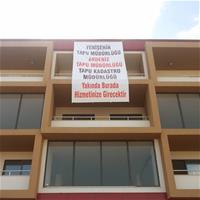 YENİŞEHİR
TAPU MÜDÜRLÜĞÜ
AKDENİZ
TAPU MÜDÜRLÜĞÜ
TAPU KADASTRO
MÜDÜRLÜĞÜ
Yakında Burada
Hizmetinize Girecektir